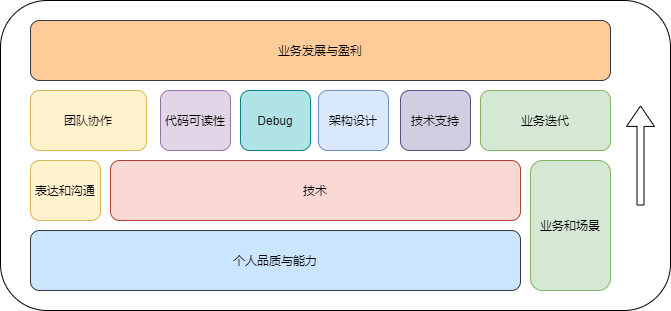 业务发展与盈利
团队协作
代码可读性
Debug
架构设计
技术支持
业务迭代
表达和沟通
技术
业务和场景
个人品质与能力